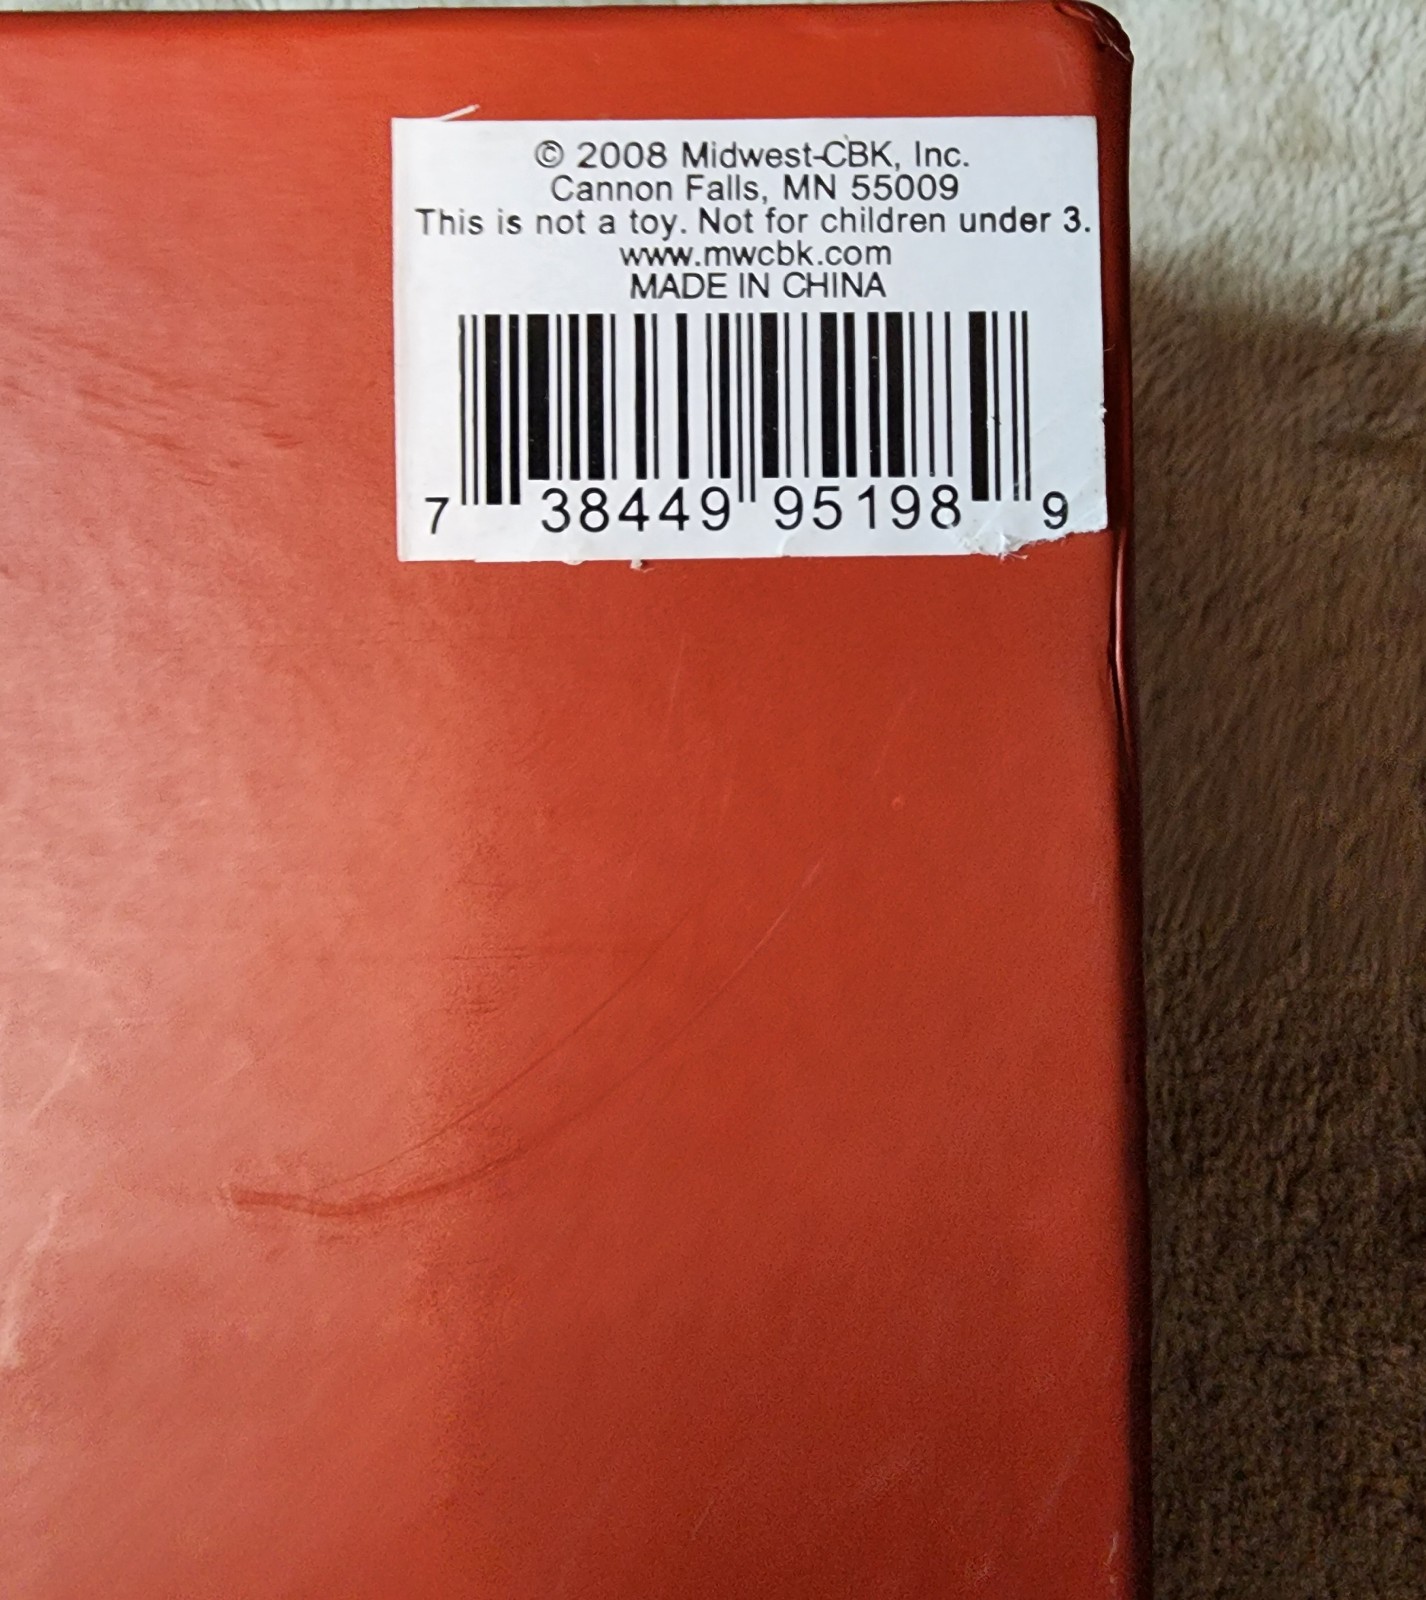 © 2008 Midwest-CBK, Inc.
Cannon Falls, MN 55009
This is not a toy. Not for children under 3.
www.mwcbk.com
MADE IN CHINA
7 38449 95198 9